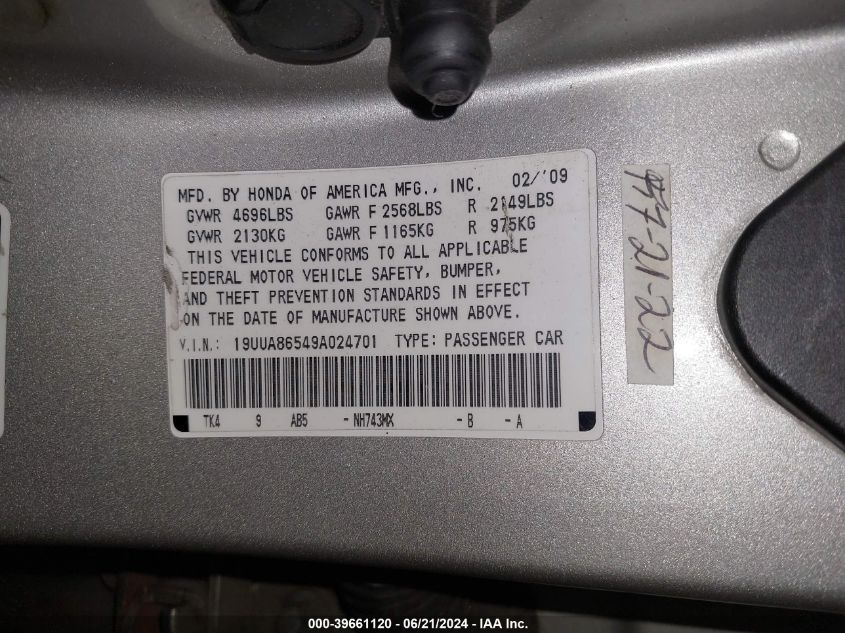 MFD. BY HONDA OF AMERICA MFG., INC. 02/'09
GVWR 4696LBS GAWR F 2568LBS R 2149LBS
GVWR 2130KG GAWR F 1165KG R 975KG
THIS VEHICLE CONFORMS TO ALL APPLICABLE
FEDERAL MOTOR VEHICLE SAFETY, BUMPER,
AND THEFT PREVENTION STANDARDS IN EFFECT
ON THE DATE OF MANUFACTURE SHOWN ABOVE.
V.I.N.: 19UUA86549A024701 TYPE: PASSENGER CAR
TK4 9 AB5 -NH743MX -B -A
000-39661120 - 06/21/2024 - IAA Inc.